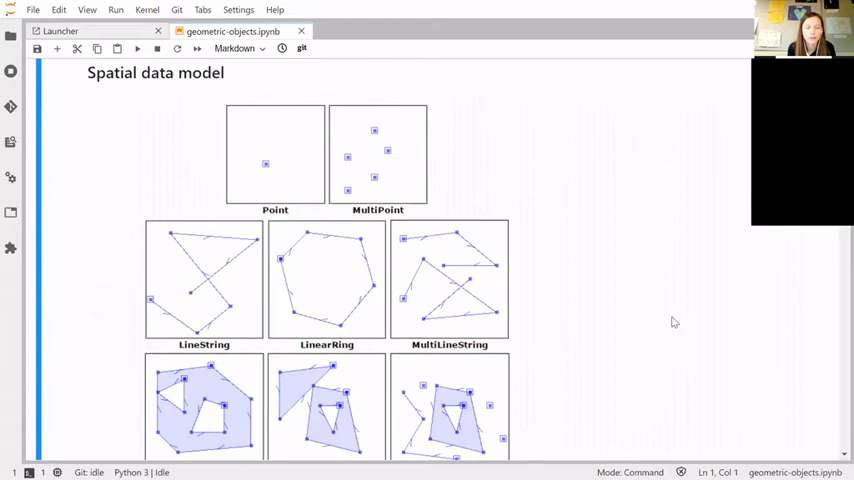 File Edit View Run Kernel Git Tabs Settings Help
Launcher
geometric-objects.ipynb
Markdown
git
Spatial data model
Point
MultiPoint
LineString
LinearRing
MultiLineString
1
1
Git: idle
Python 3 | Idle
Mode: Command
Ln 1, Col 1
geometric-objects.ipynb